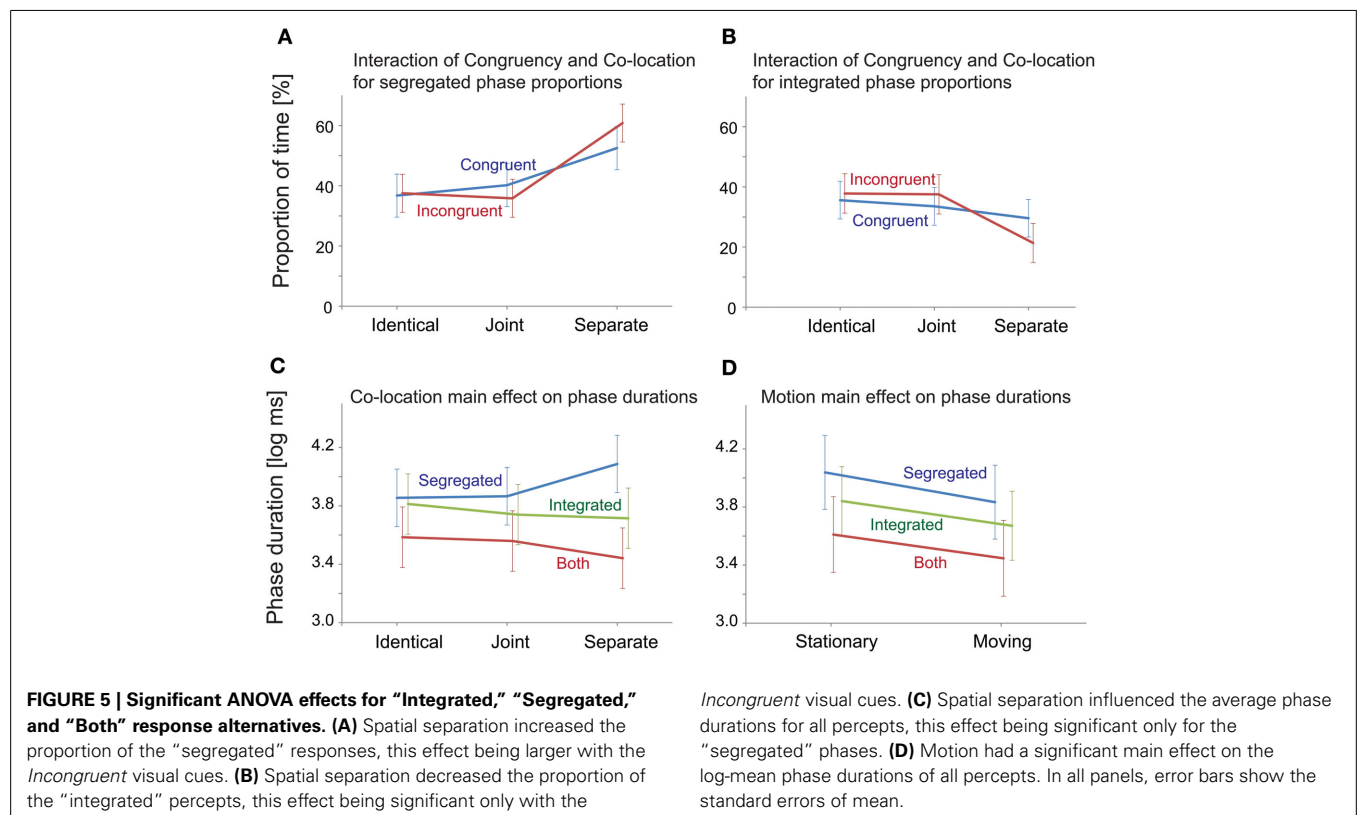 A
Interaction of Congruency and Co-location
for segregated phase proportions
Proportion of time [%]
60
40
20
0
Congruent
Incongruent
Identical Joint Separate
B
Interaction of Congruency and Co-location
for integrated phase proportions
60
40
20
0
Incongruent
Congruent
Identical Joint Separate
C
Co-location main effect on phase durations
Phase duration [log ms]
4.2
3.8
3.4
3.0
Segregated
Integrated
Both
Identical Joint Separate
D
Motion main effect on phase durations
4.2
3.8
3.4
3.0
Segregated
Integrated
Both
Stationary Moving
FIGURE 5 | Significant ANOVA effects for “Integrated,” “Segregated,”
and “Both” response alternatives. (A) Spatial separation increased the
proportion of the “segregated” responses, this effect being larger with the
Incongruent visual cues. (B) Spatial separation decreased the proportion of
the “integrated” percepts, this effect being significant only with the
Incongruent visual cues. (C) Spatial separation influenced the average phase
durations for all percepts, this effect being significant only for the
“segregated” phases. (D) Motion had a significant main effect on the
log-mean phase durations of all percepts. In all panels, error bars show the
standard errors of mean.